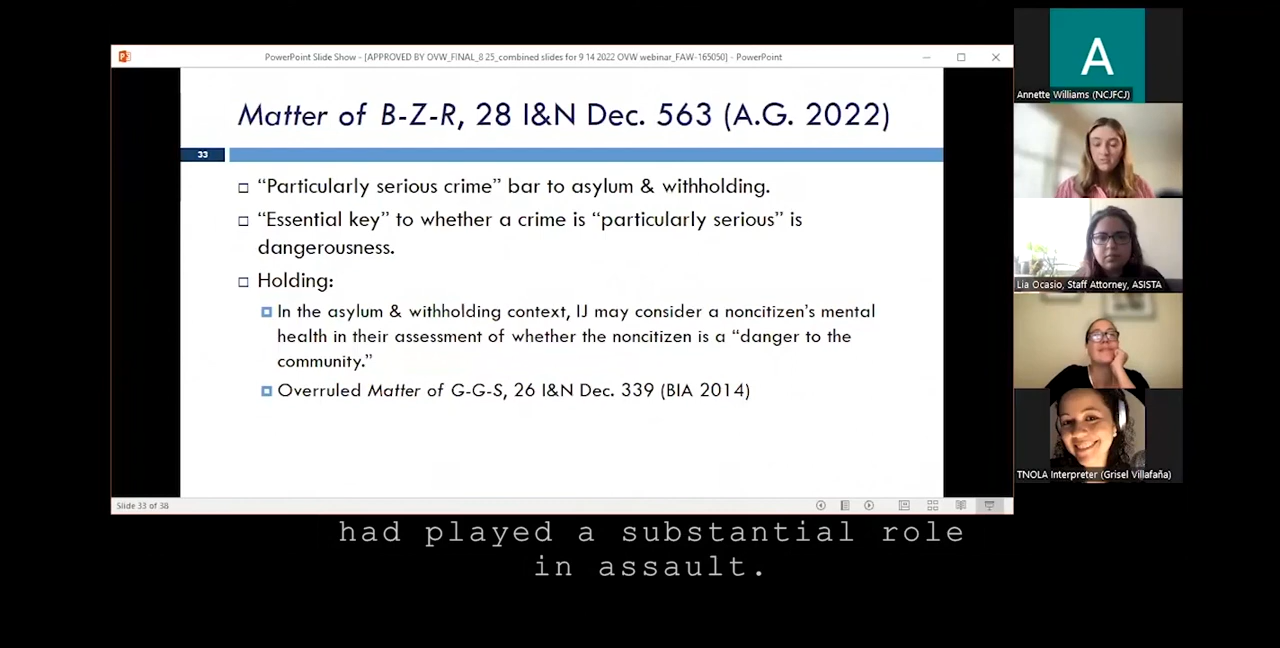 PowerPoint Slide Show - [APPROVED BY OVW_FINAL_8 25_combined slides for 9 14 2022 OVW webinar_FAW-165050] - PowerPoint
Matter of B-Z-R, 28 I&N Dec. 563 (A.G. 2022)
33
“Particularly serious crime” bar to asylum & withholding.
“Essential key” to whether a crime is “particularly serious” is
dangerousness.
Holding:
In the asylum & withholding context, IJ may consider a noncitizen’s mental
health in their assessment of whether the noncitizen is a “danger to the
community.”
Overruled Matter of G-G-S, 26 I&N Dec. 339 (BIA 2014)
Slide 33 of 38
had played a substantial role
in assault.
A
Annette Williams (NCJFCJ)
Lia Ocasio, Staff Attorney, ASISTA
TNOLA Interpreter (Grisel Villafaña)